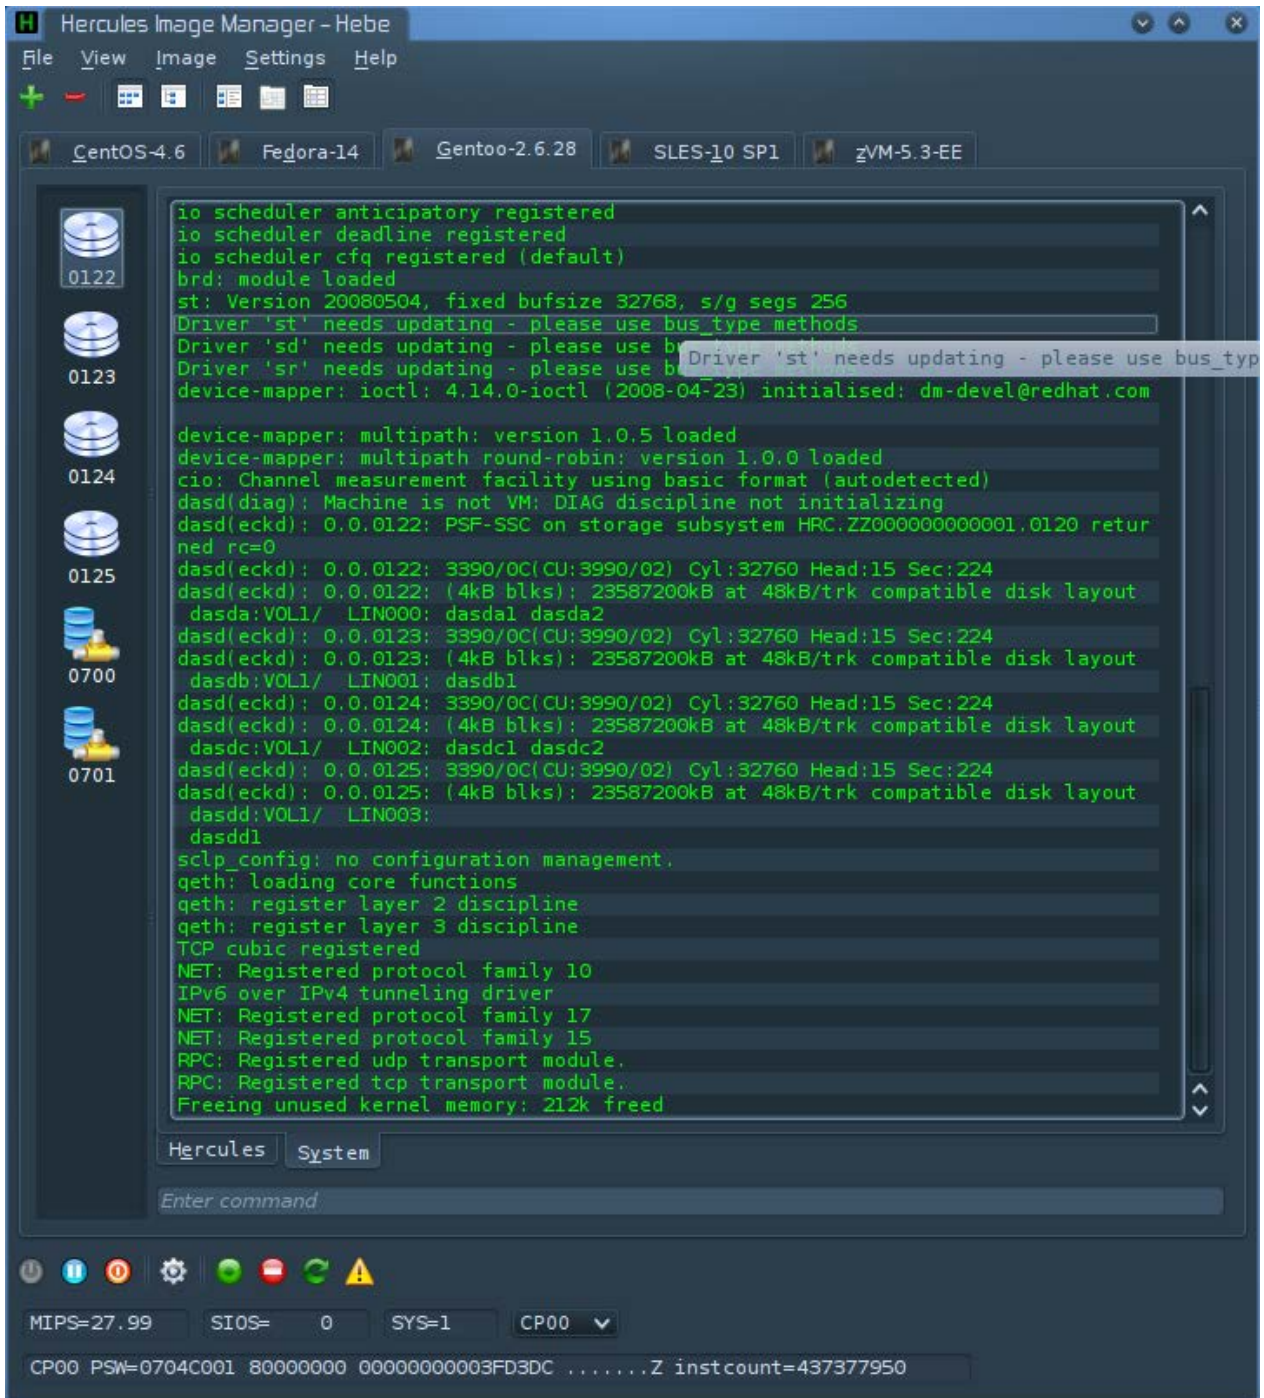 Hercules Image Manager – Hebe
File View Image Settings Help
CentOS-4.6 Fedora-14 Gentoo-2.6.28 SLES-10 SP1 zVM-5.3-EE
0122
0123
0124
0125
0700
0701
io scheduler anticipatory registered
io scheduler deadline registered
io scheduler cfq registered (default)
brd: module loaded
st: Version 20080504, fixed bufsize 32768, s/g segs 256
Driver 'st' needs updating - please use bus_type methods
Driver 'sd' needs updating - please use bus_type methods
Driver 'sr' needs updating - please use bus_type methods
Driver 'st' needs updating - please use bus_typ
device-mapper: ioctl: 4.14.0-ioctl (2008-04-23) initialised: dm-devel@redhat.com
device-mapper: multipath: version 1.0.5 loaded
device-mapper: multipath round-robin: version 1.0.0 loaded
cio: Channel measurement facility using basic format (autodetected)
dasd(diag): Machine is not VM: DIAG discipline not initializing
dasd(eckd): 0.0.0122: PSF-SSC on storage subsystem HRC.ZZ000000000001.0120 retur
ned rc=0
dasd(eckd): 0.0.0122: 3390/0C(CU:3990/02) Cyl:32760 Head:15 Sec:224
dasd(eckd): 0.0.0122: (4kB blks): 23587200kB at 48kB/trk compatible disk layout
dasda:VOL1/  LIN000: dasda1 dasda2
dasd(eckd): 0.0.0123: 3390/0C(CU:3990/02) Cyl:32760 Head:15 Sec:224
dasd(eckd): 0.0.0123: (4kB blks): 23587200kB at 48kB/trk compatible disk layout
dasdb:VOL1/  LIN001: dasdb1
dasd(eckd): 0.0.0124: 3390/0C(CU:3990/02) Cyl:32760 Head:15 Sec:224
dasd(eckd): 0.0.0124: (4kB blks): 23587200kB at 48kB/trk compatible disk layout
dasdc:VOL1/  LIN002: dasdc1 dasdc2
dasd(eckd): 0.0.0125: 3390/0C(CU:3990/02) Cyl:32760 Head:15 Sec:224
dasd(eckd): 0.0.0125: (4kB blks): 23587200kB at 48kB/trk compatible disk layout
dasdd:VOL1/  LIN003:
dasdd1
sclp_config: no configuration management.
qeth: loading core functions
qeth: register layer 2 discipline
qeth: register layer 3 discipline
TCP cubic registered
NET: Registered protocol family 10
IPv6 over IPv4 tunneling driver
NET: Registered protocol family 17
NET: Registered protocol family 15
RPC: Registered udp transport module.
RPC: Registered tcp transport module.
Freeing unused kernel memory: 212k freed
Hercules System
Enter command
MIPS=27.99 SIOS= 0 SYS=1 CP00
CP00 PSW=0704C001 80000000 00000000003FD3DC .......Z instcount=437377950